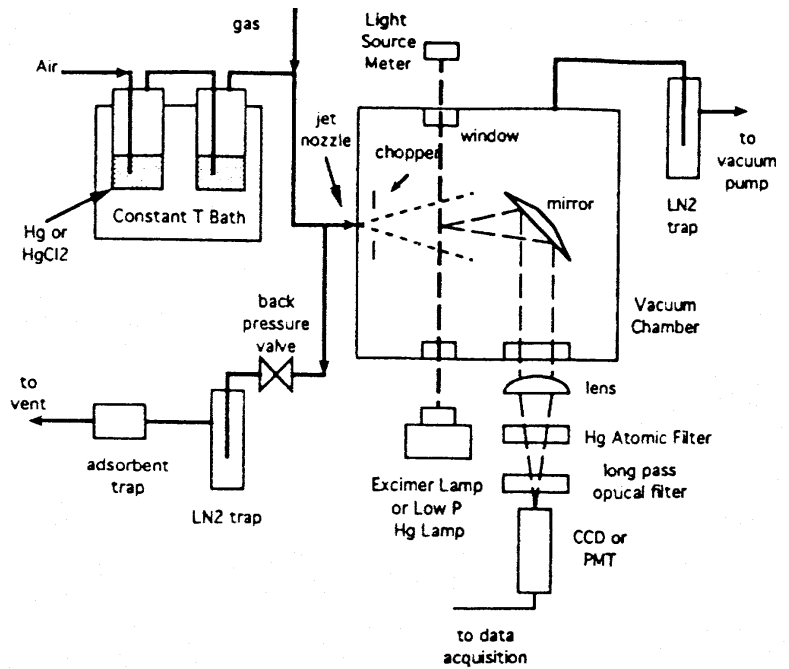 gas
Light
Source
Meter
Air
window
jet
nozzle
chopper
to
vacuum
pump
mirror
LN2
trap
Constant T Bath
Hg or
HgCl2
Vacuum
Chamber
back
pressure
valve
to
vent
lens
Hg Atomic Filter
adsorbent
trap
long pass
optical filter
LN2 trap
Excimer Lamp
or Low P
Hg Lamp
CCD or
PMT
to data
acquisition